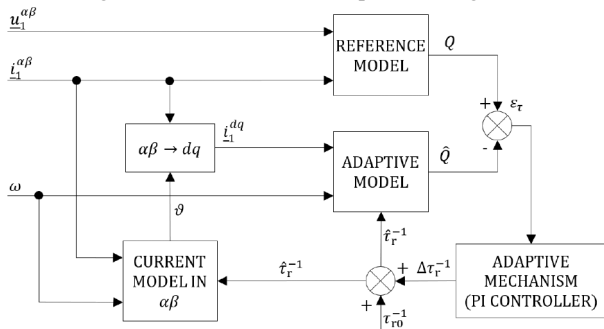 u₁^αβ
REFERENCE
MODEL
Q
i₁^αβ
+
ε_τ
-
αβ → dq
i₁^dq
ADAPTIVE
MODEL
Q̂
ω
ϑ
τ̂_r^-1
CURRENT
MODEL IN
αβ
τ̂_r^-1
+
Δτ_r^-1
+
ADAPTIVE
MECHANISM
(PI CONTROLLER)
τ_r0^-1